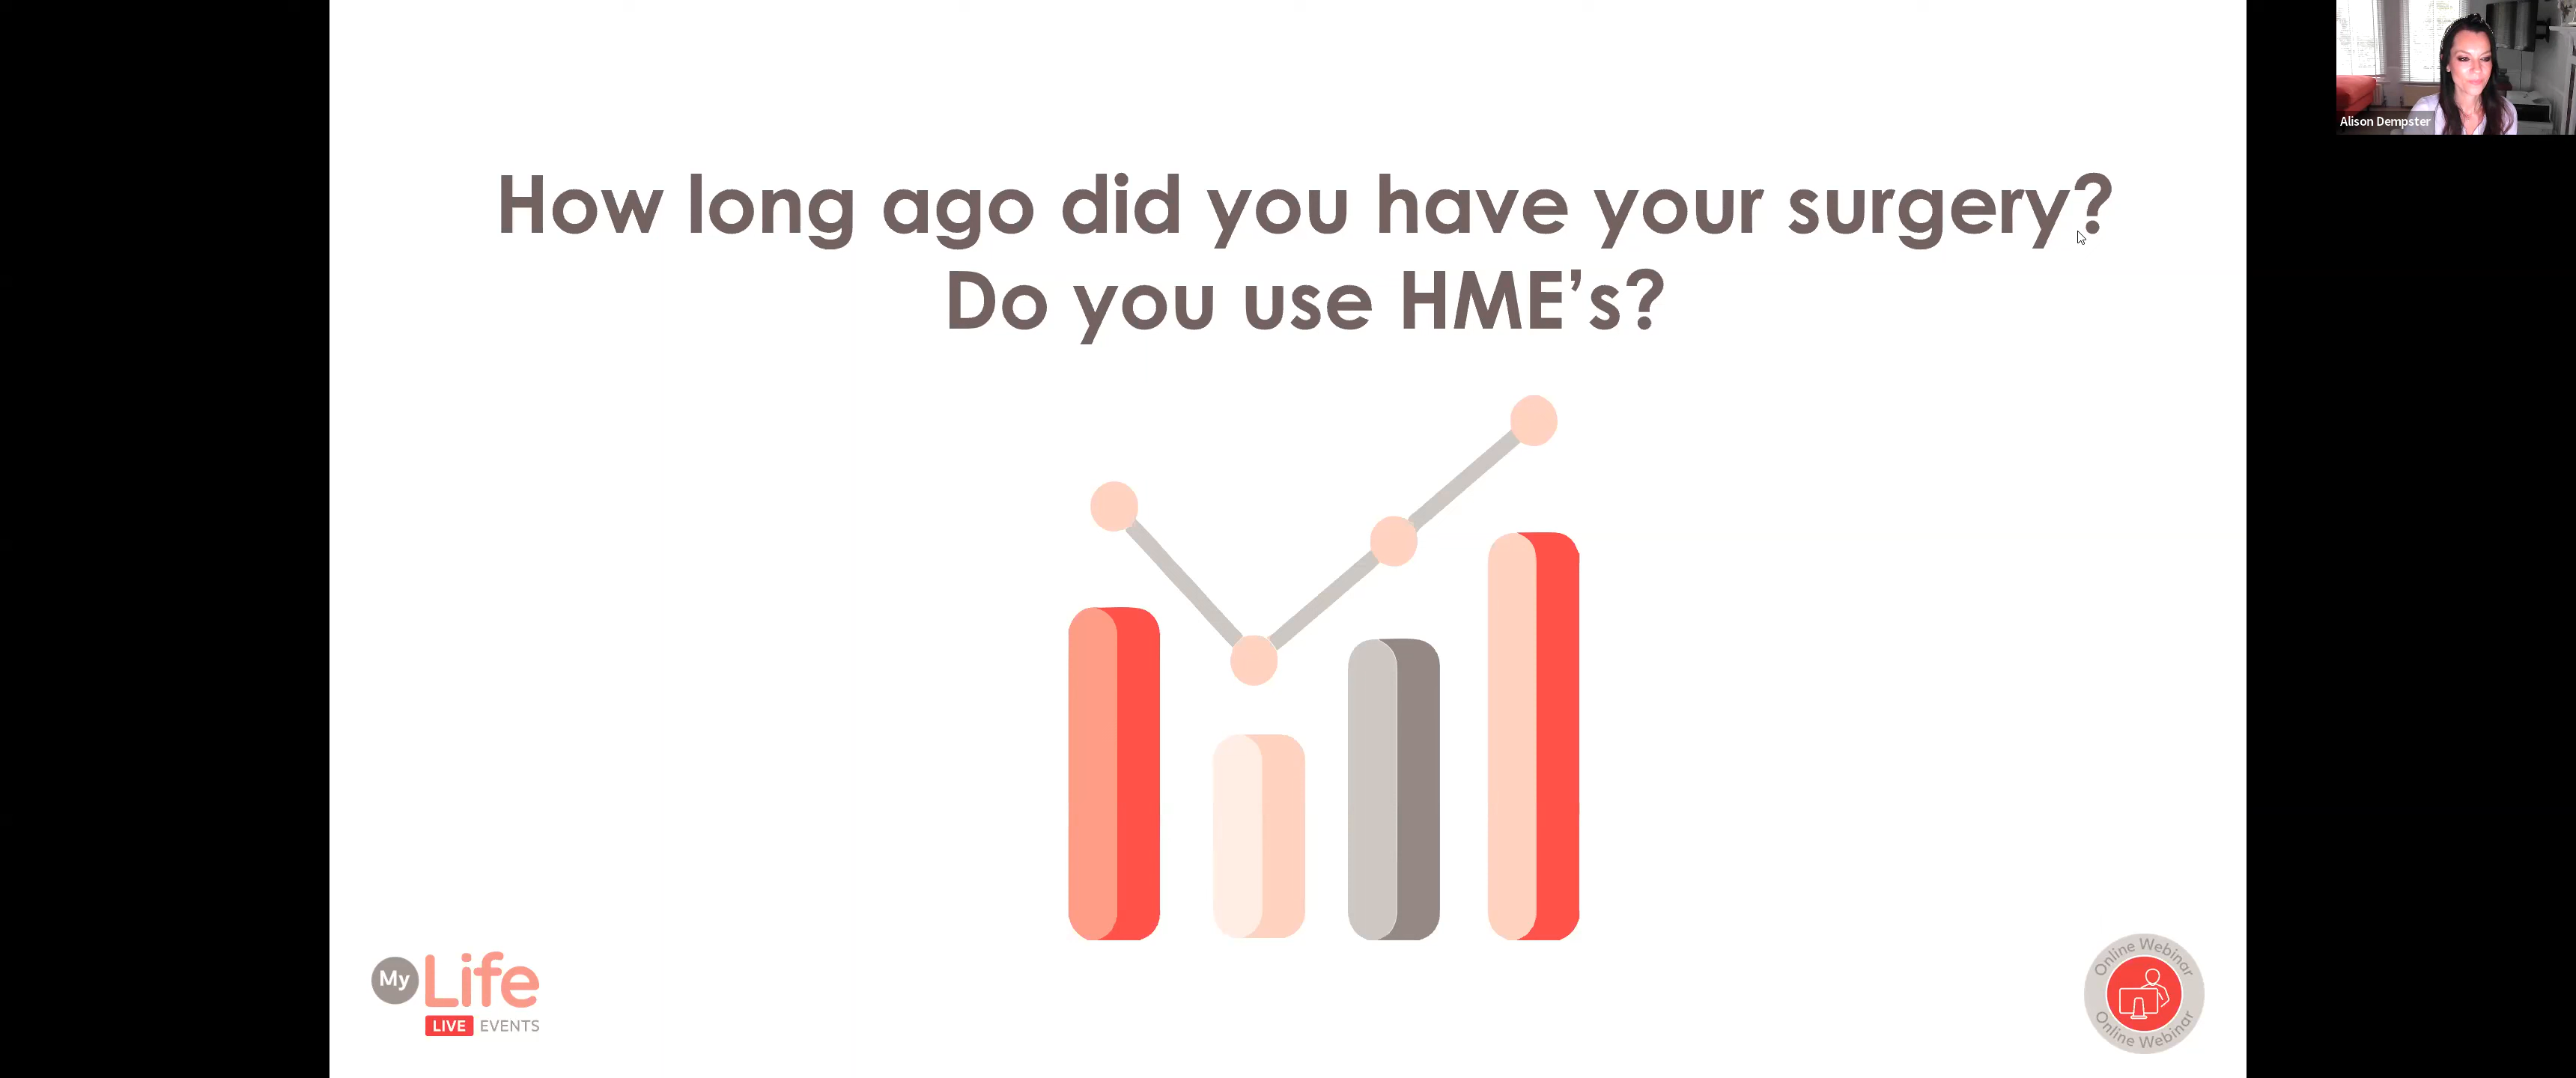 How long ago did you have your surgery?
Do you use HME’s?
Alison Dempster
My Life
LIVE EVENTS
Online Webinar
Online Webinar